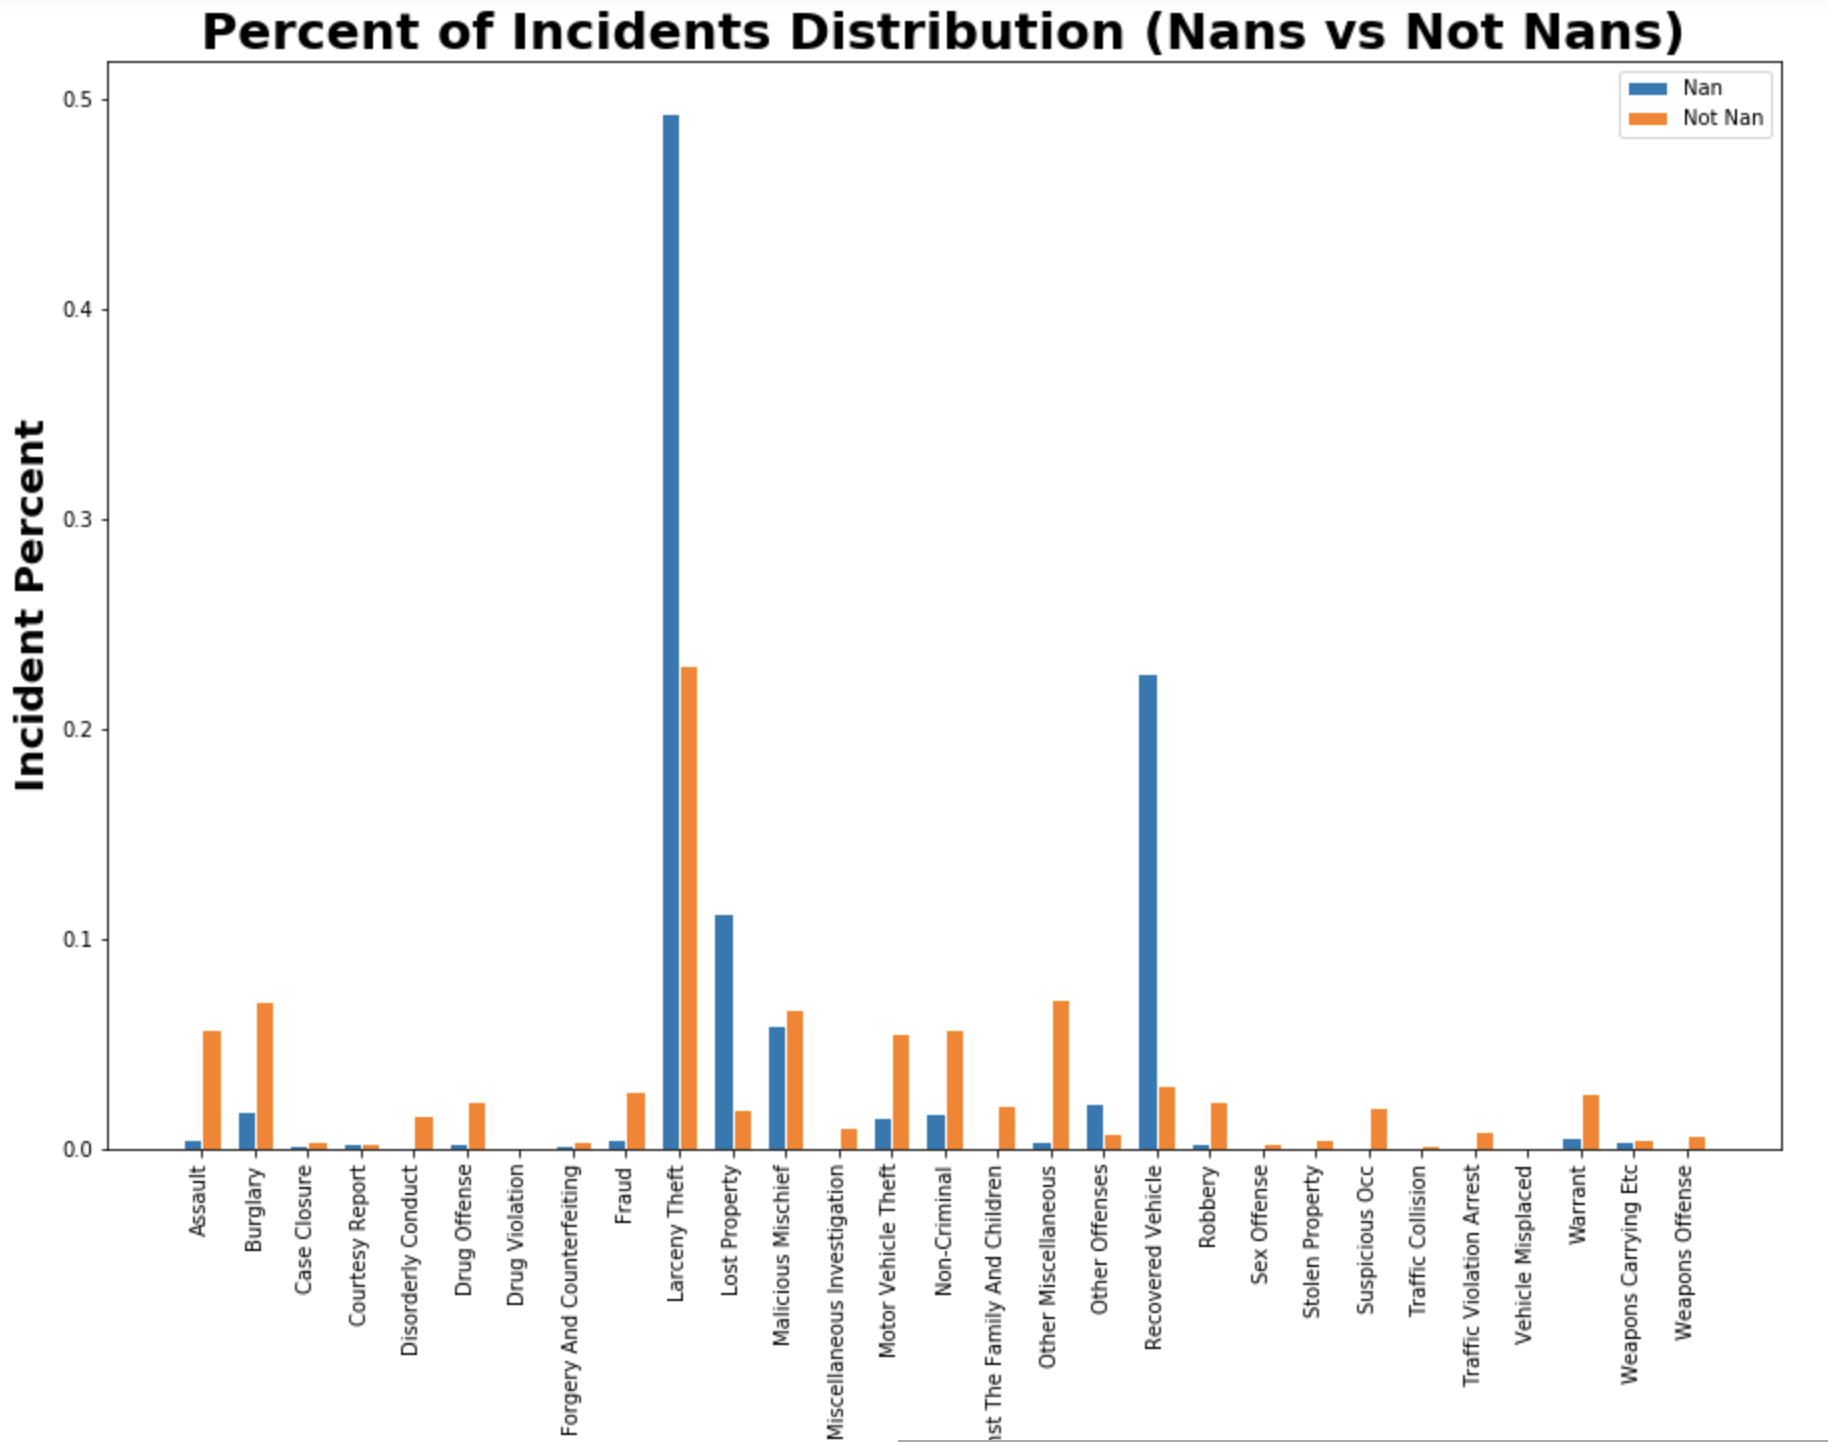 Percent of Incidents Distribution (Nans vs Not Nans)
Nan
Not Nan
Incident Percent
0.5
0.4
0.3
0.2
0.1
0.0
Assault
Burglary
Case Closure
Courtesy Report
Disorderly Conduct
Drug Offense
Drug Violation
Forgery And Counterfeiting
Fraud
Larceny Theft
Lost Property
Malicious Mischief
Miscellaneous Investigation
Motor Vehicle Theft
Non-Criminal
The Family And Children
Other Miscellaneous
Other Offenses
Recovered Vehicle
Robbery
Sex Offense
Stolen Property
Suspicious Occ
Traffic Collision
Traffic Violation Arrest
Vehicle Misplaced
Warrant
Weapons Carrying Etc
Weapons Offense